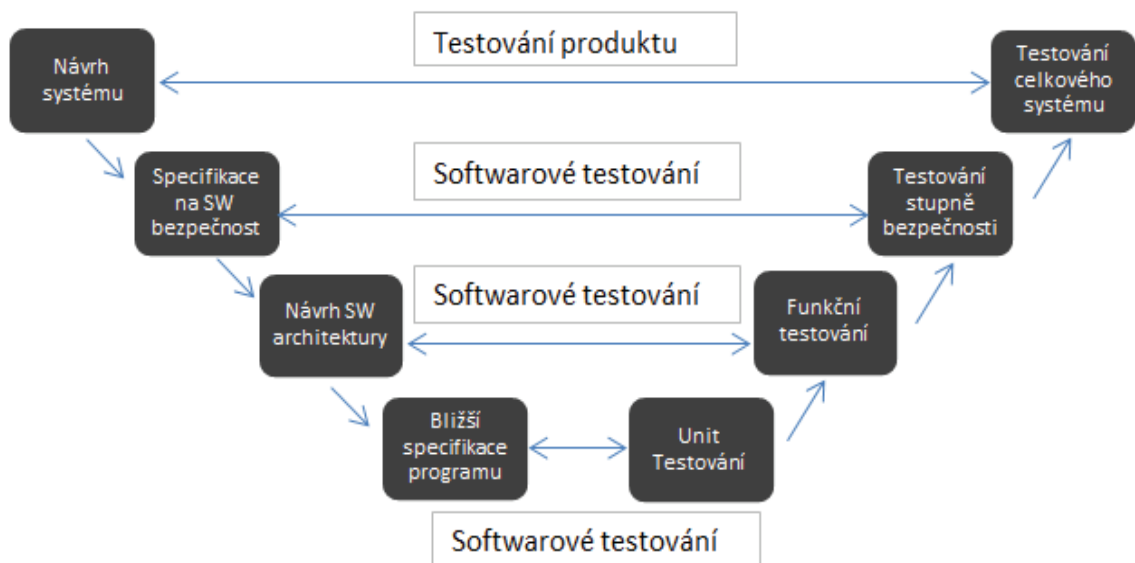 Testování produktu
Návrh
systému
Testování
celkového
systému
Softwarové testování
Specifikace
na SW
bezpečnost
Testování
stupně
bezpečnosti
Softwarové testování
Návrh SW
architektury
Funkční
testování
Bližší
specifikace
programu
Unit
Testování
Softwarové testování